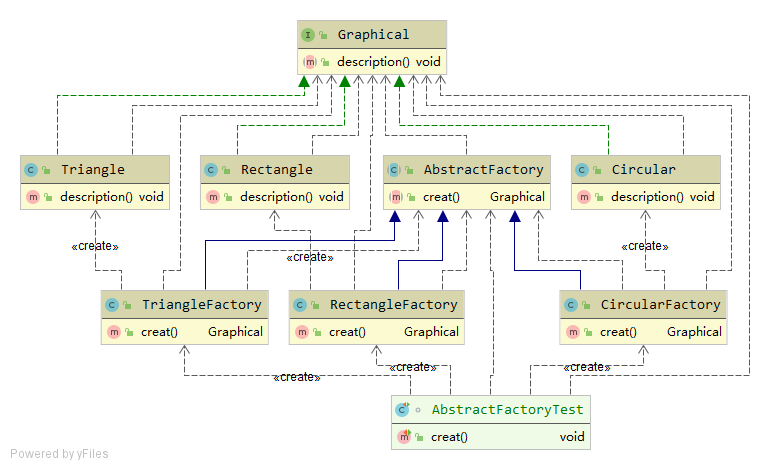 Graphical
description() void
Triangle
description() void
Rectangle
description() void
AbstractFactory
creat() Graphical
Circular
description() void
«create»
«create»
«create»
TriangleFactory
creat() Graphical
RectangleFactory
creat() Graphical
CircularFactory
creat() Graphical
«create»
«create»
«create»
AbstractFactoryTest
creat() void
Powered by yFiles